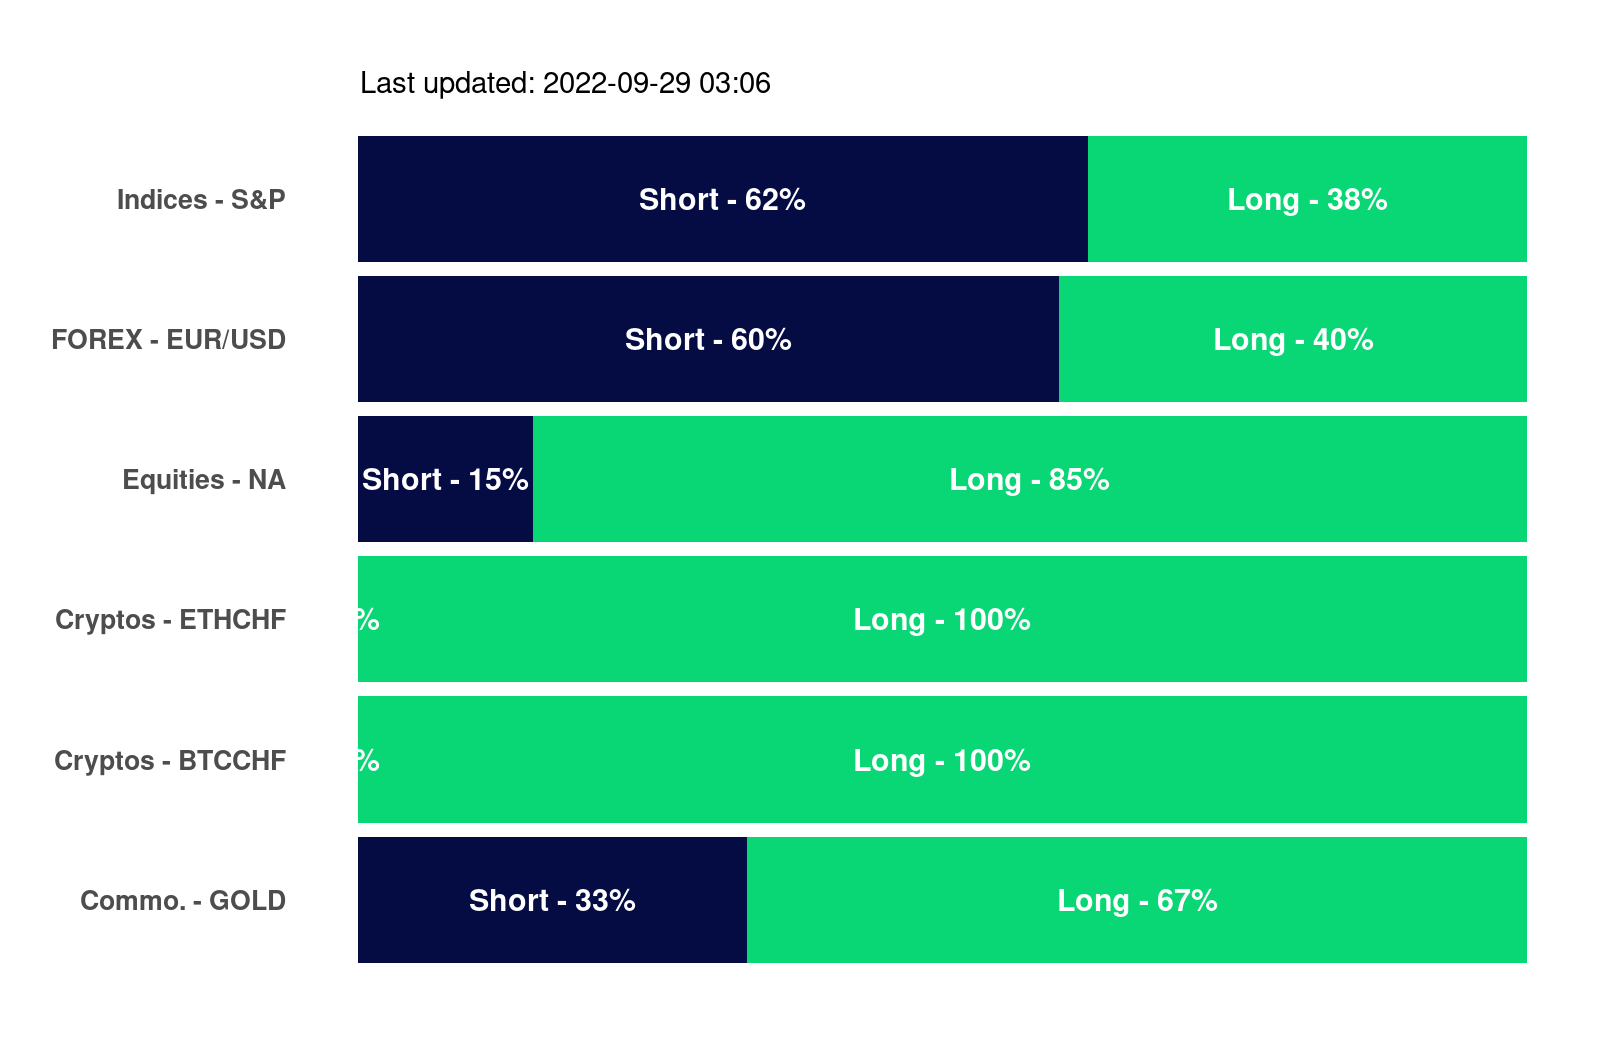 Last updated: 2022-09-29 03:06
Indices - S&P Short - 62% Long - 38%
FOREX - EUR/USD Short - 60% Long - 40%
Equities - NA Short - 15% Long - 85%
Cryptos - ETHCHF % Long - 100%
Cryptos - BTCCHF % Long - 100%
Commo. - GOLD Short - 33% Long - 67%